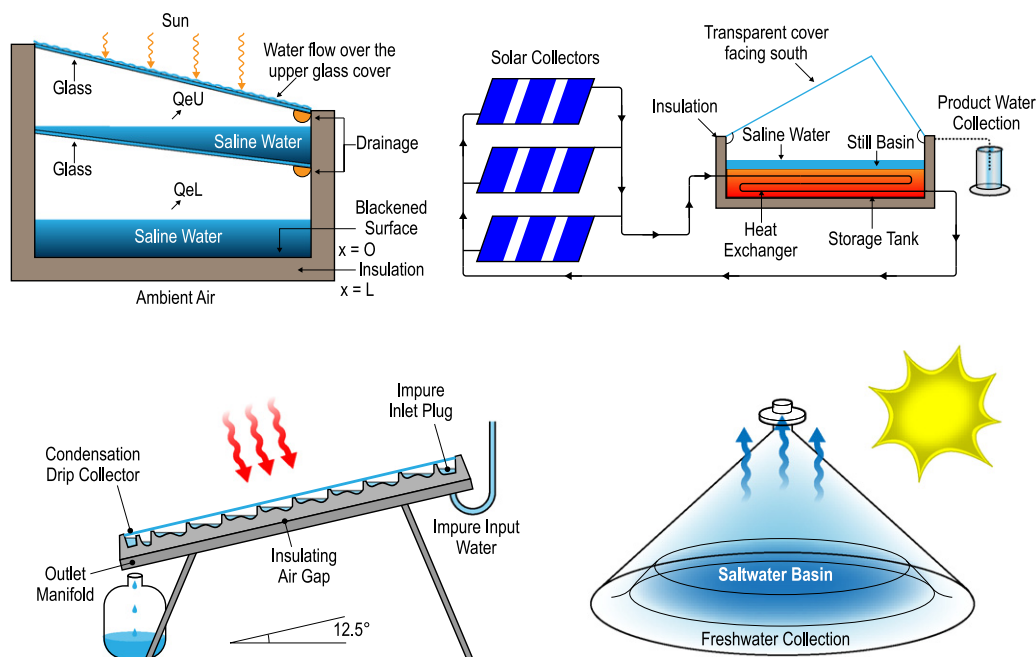 Sun
Water flow over the
upper glass cover
Glass
QeU
Saline Water
Drainage
Glass
QeL
Blackened
Surface
Saline Water
x = O
Insulation
x = L
Ambient Air
Solar Collectors
Transparent cover
facing south
Insulation
Saline Water
Still Basin
Product Water
Collection
Heat
Exchanger
Storage Tank
Impure
Inlet Plug
Condensation
Drip Collector
Impure Input
Water
Outlet
Manifold
Insulating
Air Gap
12.5°
Saltwater Basin
Freshwater Collection